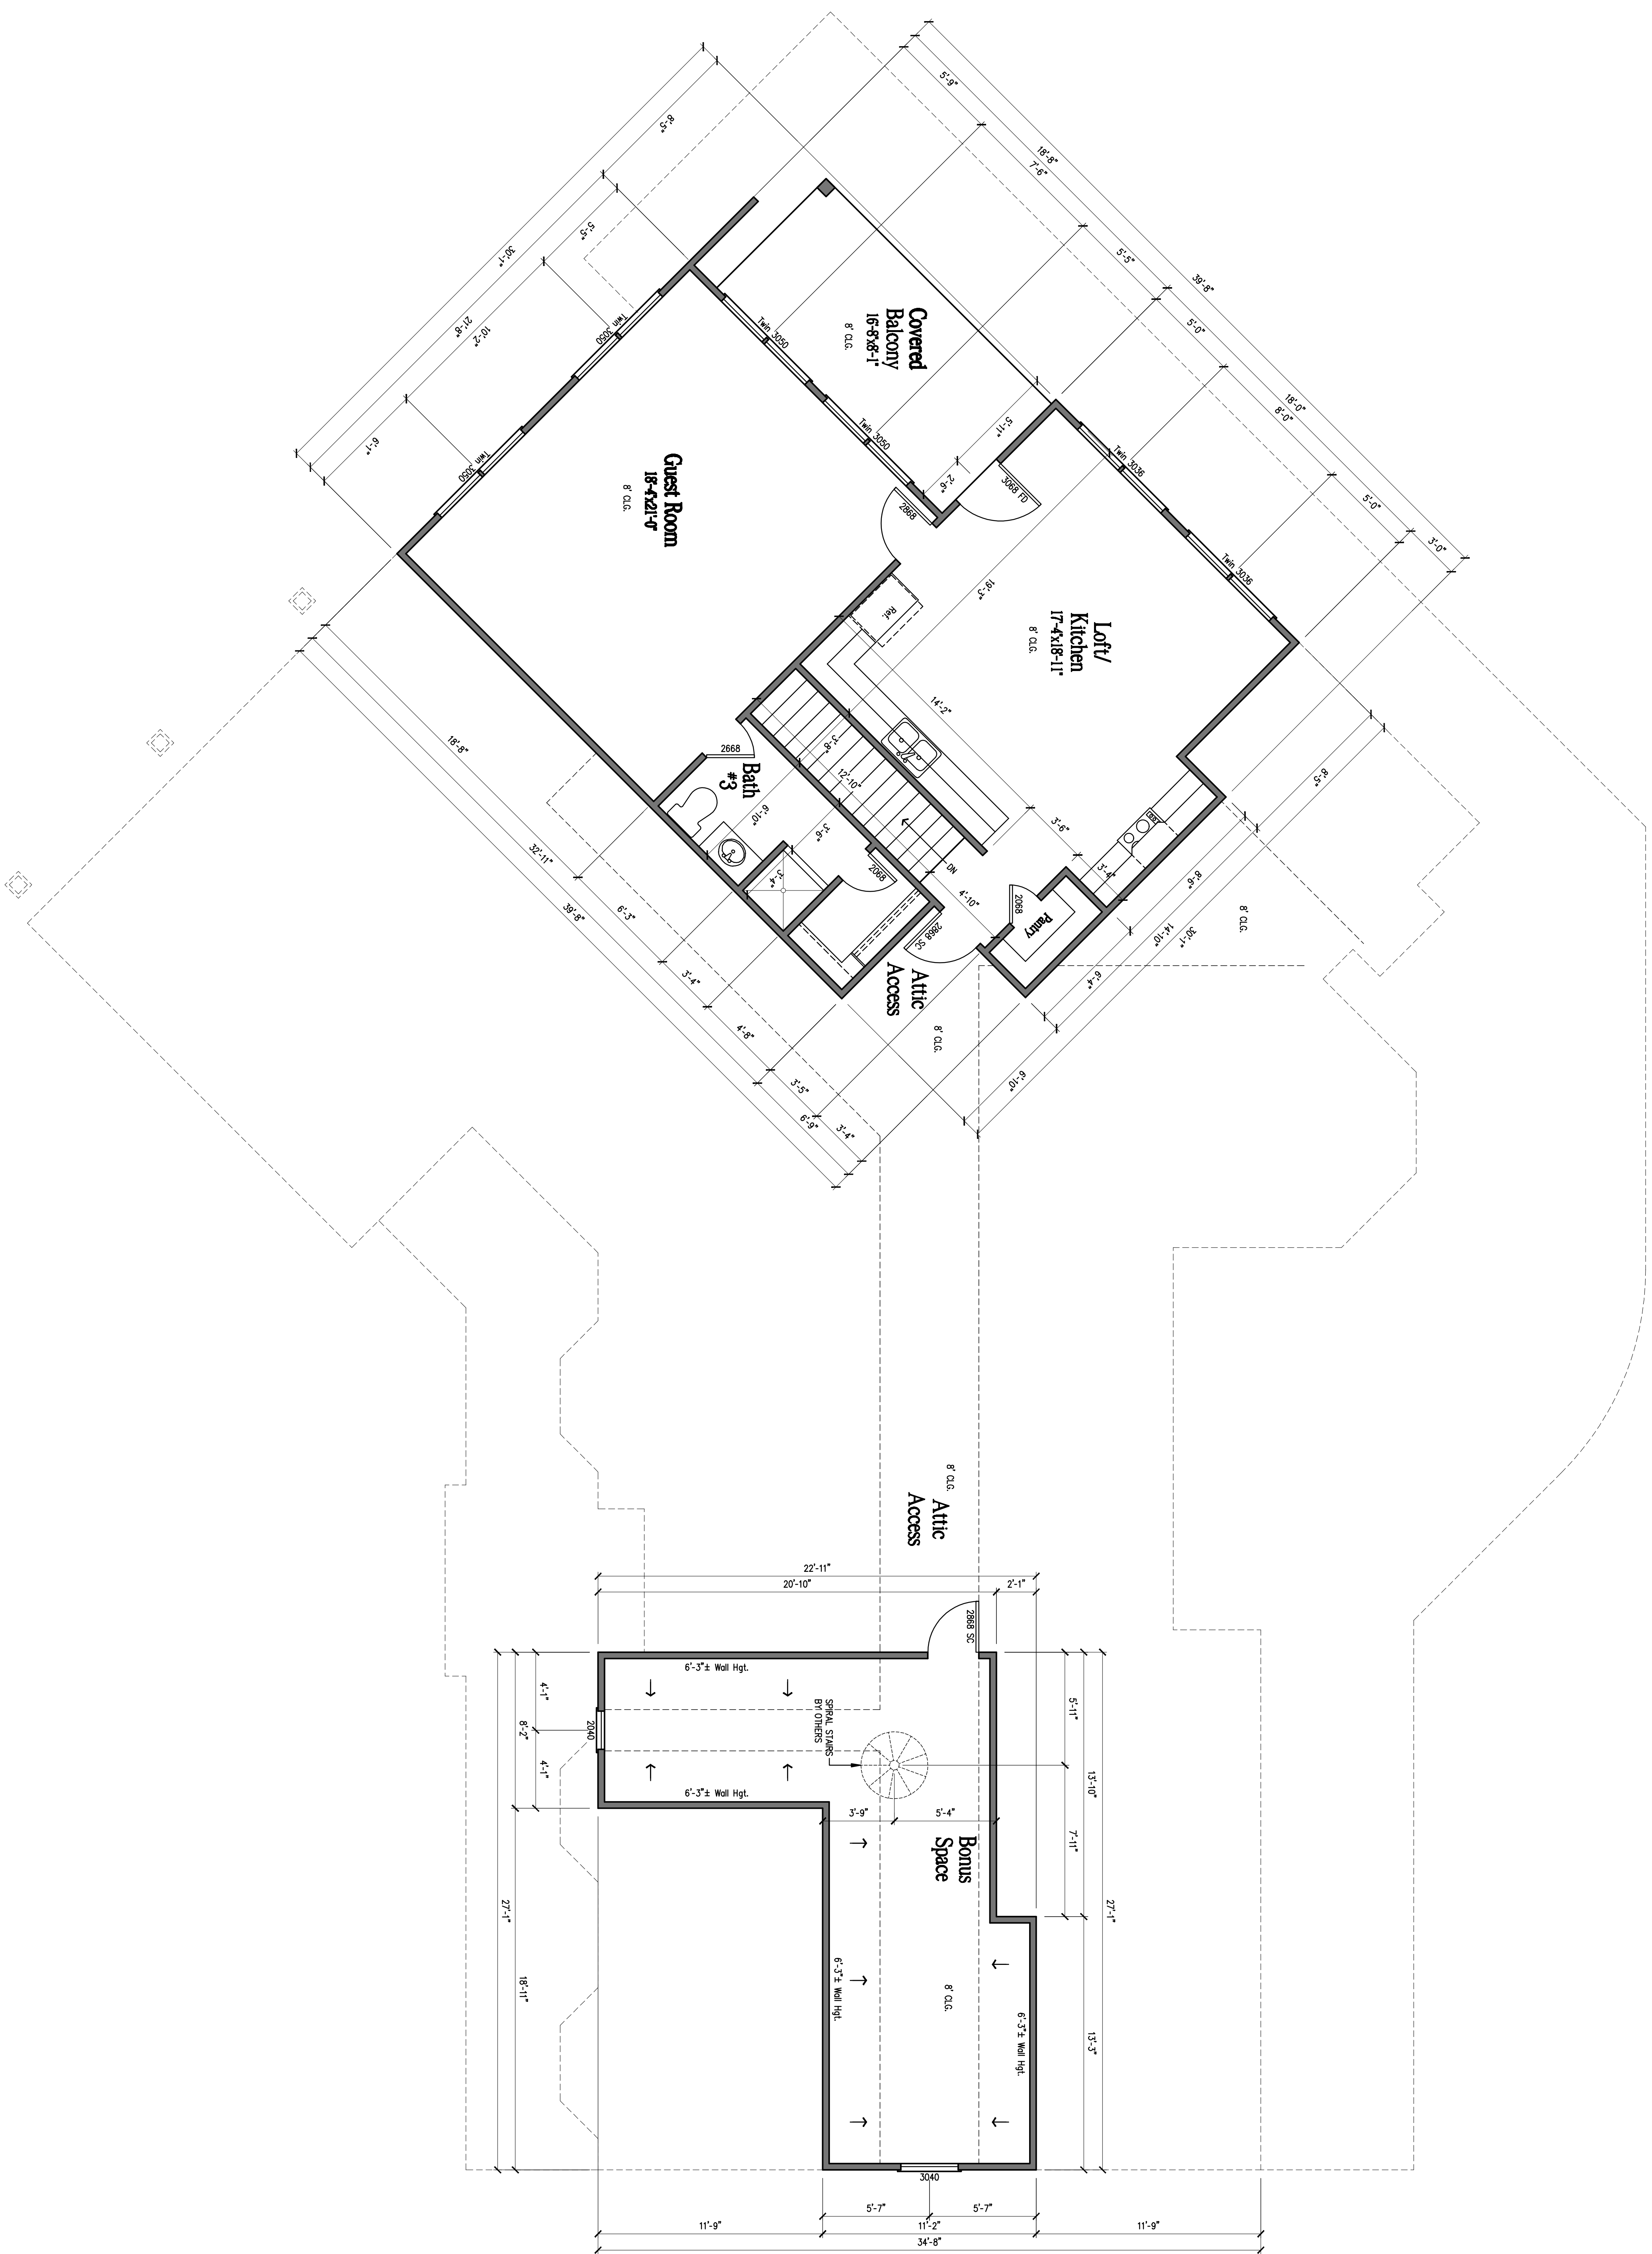 5'-9"
18'-8"
7'-6"
8'-5"
5'-5"
39'-8"
5'-5"
30'-1"
5'-0"
21'-8"
10'-2"
18'-0"
8'-0"
6'-1"
5'-0"
3'-0"
Covered
Balcony
16'-8"x8'-1"
8' CLG.
Twin 3050
Twin 3050
Twin 3050
Twin 3050
5'-11"
2'-6"
3068 FD
2868
Twin 3036
Twin 3036
Guest Room
18'-4"x21'-0"
8' CLG.
19'-3"
Ref.
Loft/
Kitchen
17'-4"x18'-11"
8' CLG.
14'-2"
3'-8"
12'-10"
2668
Bath
#3
6'-10"
3'-6"
3'-4"
2068
DN
3'-6"
3'-4"
4'-10"
2068
Pantry
2868 SC
Attic
Access
8' CLG.
8' CLG.
8'-5"
8'-6"
14'-10"
30'-1"
6'-4"
6'-10"
18'-8"
32'-11"
39'-8"
6'-3"
3'-4"
4'-8"
3'-5"
6'-9"
3'-4"
8' CLG.
Attic
Access
22'-11"
20'-10"
2'-1"
2868 SC
6'-3"± Wall Hgt.
4'-1"
8'-2"
4'-1"
2040
SPIRAL STAIRS
BY OTHERS
5'-11"
13'-10"
7'-11"
27'-1"
6'-3"± Wall Hgt.
3'-9"
5'-4"
Bonus
Space
27'-1"
18'-11"
6'-3"± Wall Hgt.
8' CLG.
6'-3"± Wall Hgt.
13'-3"
3040
5'-7"
5'-7"
11'-9"
11'-2"
11'-9"
34'-8"